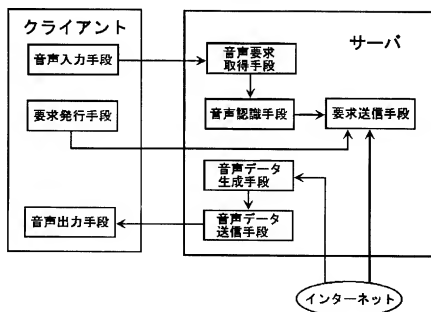 クライアント
音声入力手段
要求発行手段
音声出力手段
サーバ
音声要求
取得手段
音声認識手段
要求送信手段
音声データ
生成手段
音声データ
送信手段
インターネット